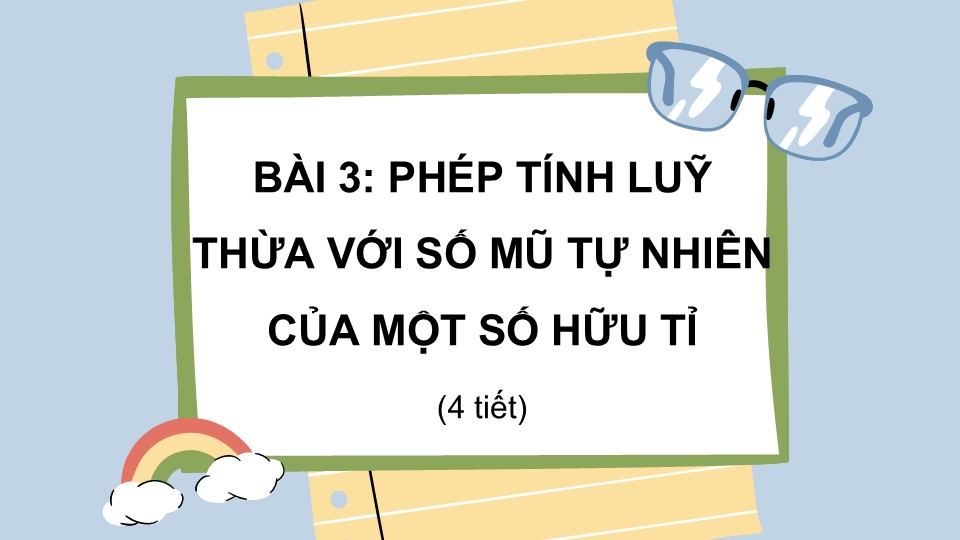 BÀI 3: PHÉP TÍNH LUỸ
THỪA VỚI SỐ MŨ TỰ NHIÊN
CỦA MỘT SỐ HỮU TỈ
(4 tiết)